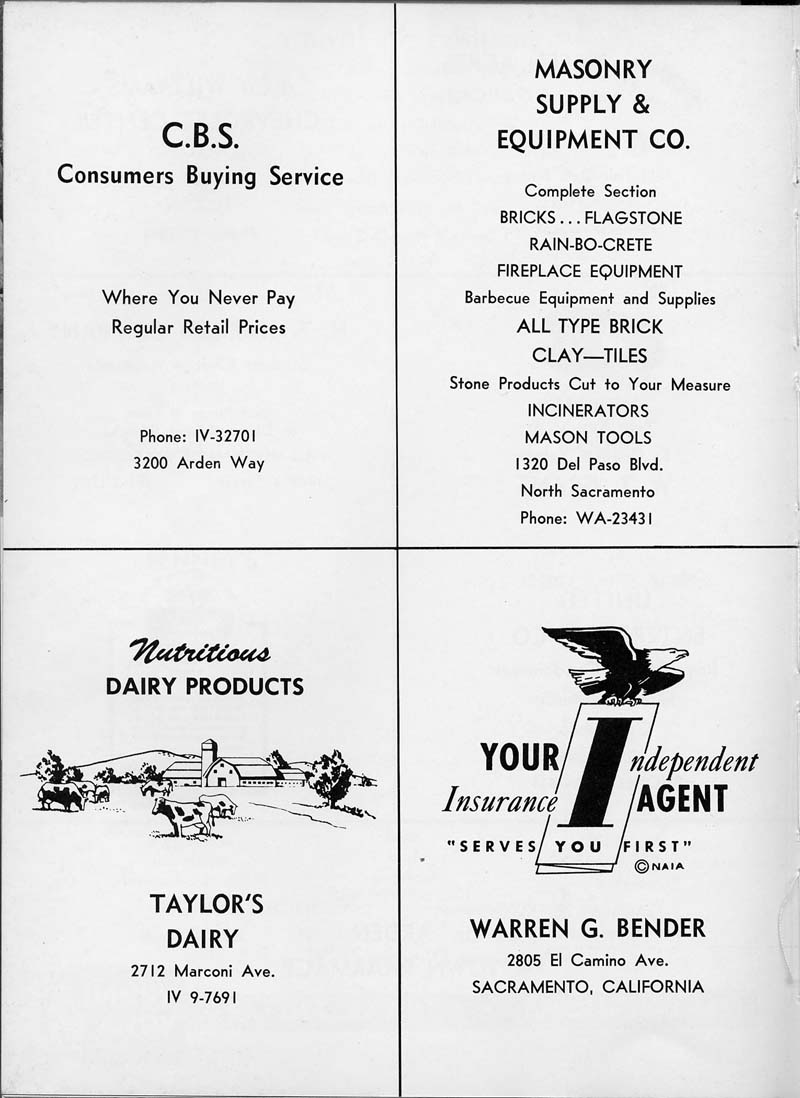 C.B.S.
Consumers Buying Service
Where You Never Pay
Regular Retail Prices
Phone: IV-32701
3200 Arden Way
MASONRY
SUPPLY &
EQUIPMENT CO.
Complete Section
BRICKS . . . FLAGSTONE
RAIN-BO-CRETE
FIREPLACE EQUIPMENT
Barbecue Equipment and Supplies
ALL TYPE BRICK
CLAY—TILES
Stone Products Cut to Your Measure
INCINERATORS
MASON TOOLS
1320 Del Paso Blvd.
North Sacramento
Phone: WA-23431
Nutritious
DAIRY PRODUCTS
TAYLOR'S
DAIRY
2712 Marconi Ave.
IV 9-7691
YOUR Independent
Insurance AGENT
"SERVES YOU FIRST"
© NAIA
WARREN G. BENDER
2805 El Camino Ave.
SACRAMENTO, CALIFORNIA